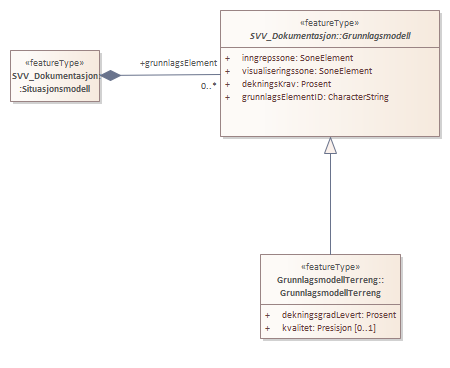 «featureType»
SVV_Dokumentasjon:
:Situasjonsmodell
+grunnlagsElement
0..*
«featureType»
SVV_Dokumentasjon::Grunnlagsmodell
+ inngrepssone: SoneElement
+ visualiseringssone: SoneElement
+ dekningsKrav: Prosent
+ grunnlagsElementID: CharacterString
«featureType»
GrunnlagsmodellTerreng::
GrunnlagsmodellTerreng
+ dekningsgradLevert: Prosent
+ kvalitet: Presisjon [0..1]